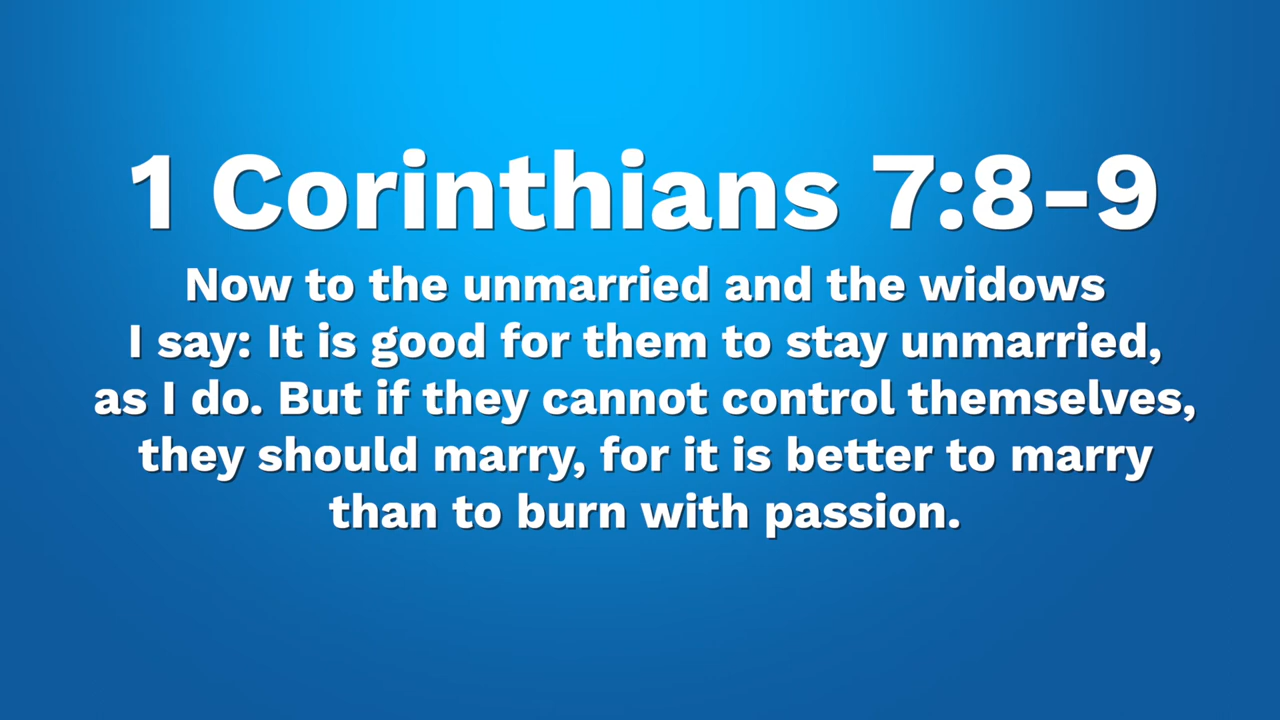 1 Corinthians 7:8-9
Now to the unmarried and the widows
I say: It is good for them to stay unmarried,
as I do. But if they cannot control themselves,
they should marry, for it is better to marry
than to burn with passion.